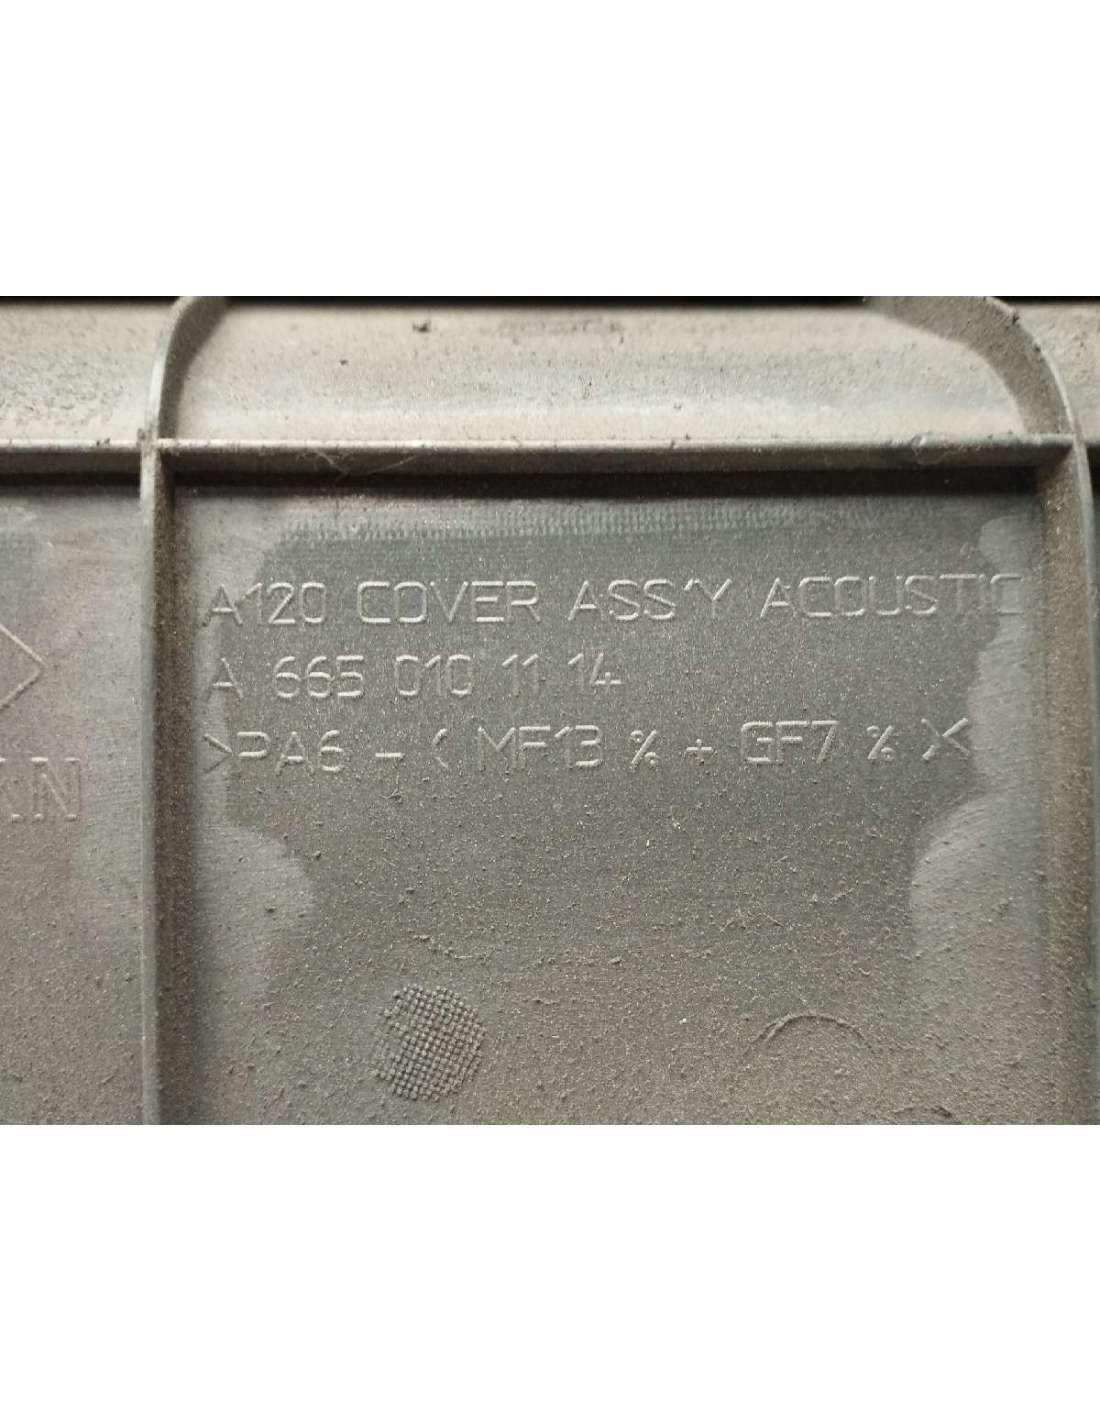 A120 COVER ASS'Y ACOUSTIC
A 665 010 11 14
>PA6 - ( MF13 % + GF7 % )<